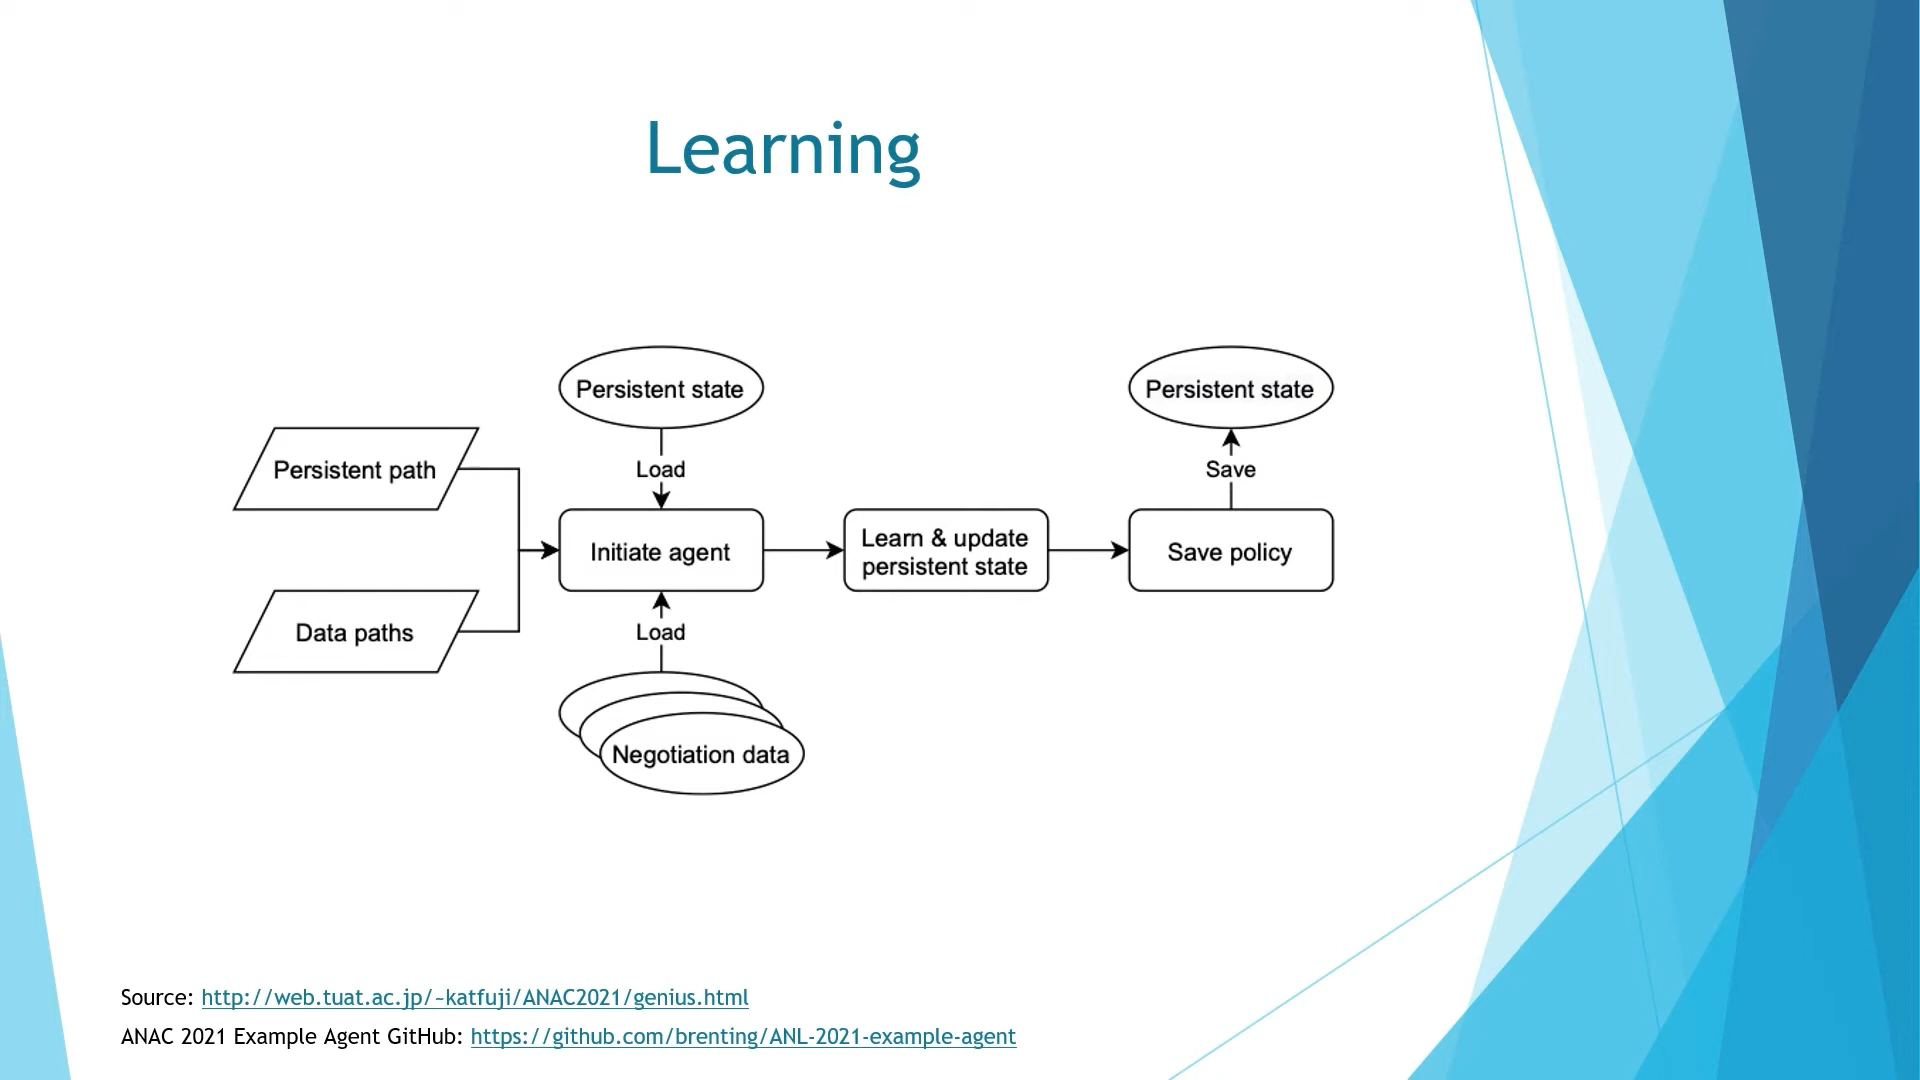 Learning
Persistent state
Persistent state
Persistent path
Load
Save
Initiate agent
Learn & update
persistent state
Save policy
Data paths
Load
Negotiation data
Source: http://web.tuat.ac.jp/~katfuji/ANAC2021/genius.html
ANAC 2021 Example Agent GitHub: https://github.com/brenting/ANL-2021-example-agent